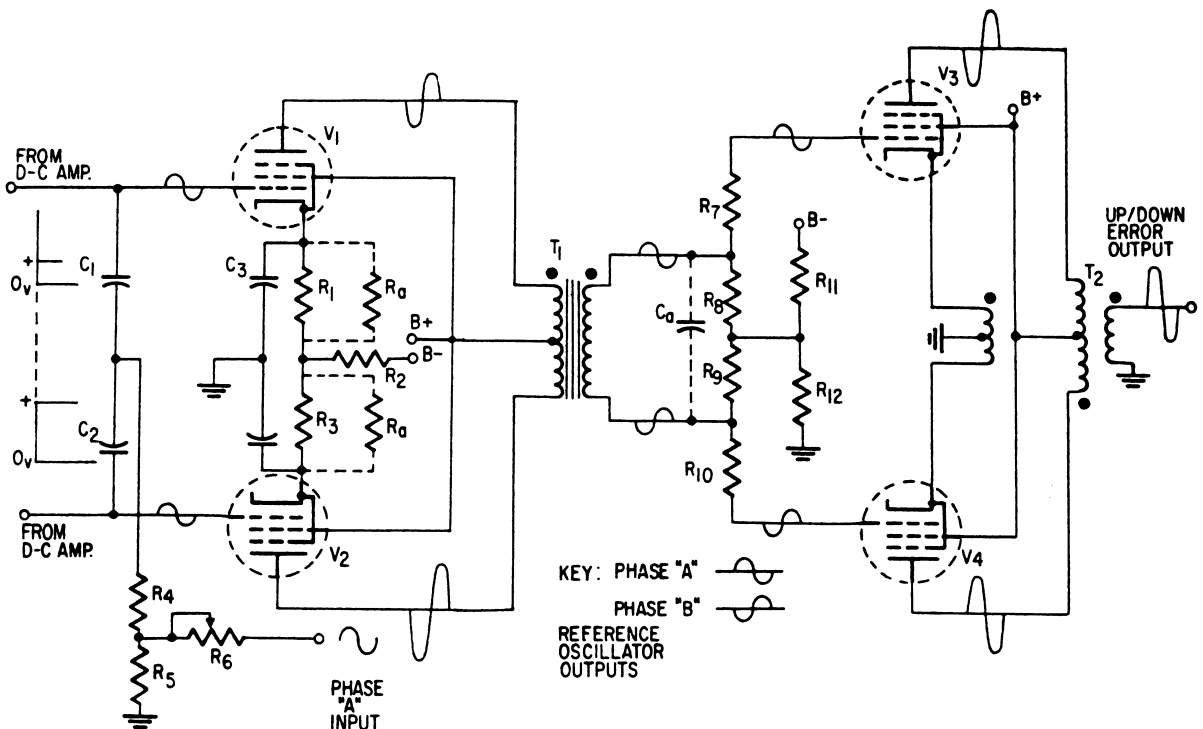 FROM
D-C AMP.
+
0v
C1
+
0v
C2
FROM
D-C AMP.
V1
C3
R1
Ra
B+
B-
R2
R3
Ra
V2
R4
R5
R6
PHASE
"A"
INPUT
T1
Ca
R7
R8
R9
R10
B-
R11
R12
V3
B+
V4
T2
UP/DOWN
ERROR
OUTPUT
KEY: PHASE "A"
PHASE "B"
REFERENCE
OSCILLATOR
OUTPUTS